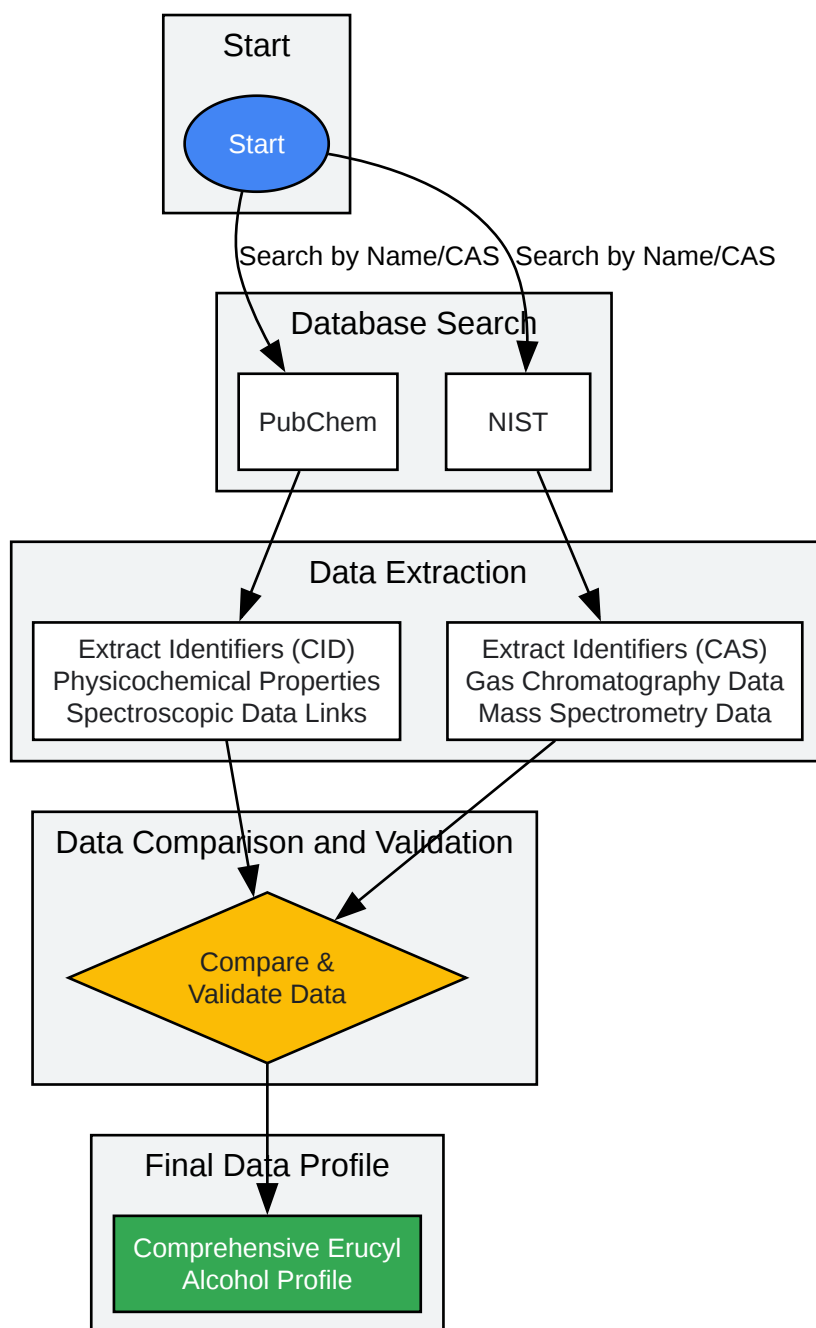 Start
Start
Search by Name/CAS
Search by Name/CAS
Database Search
PubChem
NIST
Data Extraction
Extract Identifiers (CID)
Physicochemical Properties
Spectroscopic Data Links
Extract Identifiers (CAS)
Gas Chromatography Data
Mass Spectrometry Data
Data Comparison and Validation
Compare &
Validate Data
Final Data Profile
Comprehensive Erucyl
Alcohol Profile